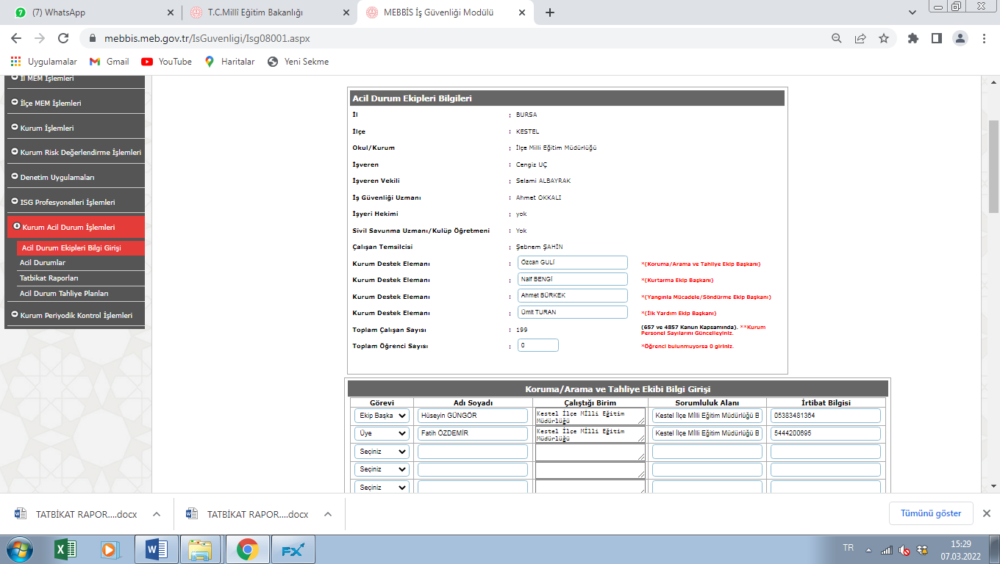 (7) WhatsApp
T.C.Millî Eğitim Bakanlığı
MEBBİS İş Güvenliği Modülü
mebbis.meb.gov.tr/IsGuvenligi/Isg08001.aspx
Uygulamalar
Gmail
YouTube
Haritalar
Yeni Sekme
İl MEM İşlemleri
İlçe MEM İşlemleri
Kurum İşlemleri
Kurum Risk Değerlendirme İşlemleri
Denetim Uygulamaları
ISG Profesyonelleri İşlemleri
Kurum Acil Durum İşlemleri
Acil Durum Ekipleri Bilgi Girişi
Acil Durumlar
Tatbikat Raporları
Acil Durum Tahliye Planları
Kurum Periyodik Kontrol İşlemleri
Acil Durum Ekipleri Bilgileri
İl : BURSA
İlçe : KESTEL
Okul/Kurum : İlçe Milli Eğitim Müdürlüğü
İşveren : Cengiz UÇ
İşveren Vekili : Selami ALBAYRAK
İş Güvenliği Uzmanı : Ahmet OKKALI
İşyeri Hekimi : yok
Sivil Savunma Uzmanı/Kulüp Öğretmeni : Yok
Çalışan Temsilcisi : Şebnem ŞAHİN
Kurum Destek Elemanı : Özcan GULİ *(Koruma/Arama ve Tahliye Ekip Başkanı)
Kurum Destek Elemanı : Naif BENGİ *(Kurtarma Ekip Başkanı)
Kurum Destek Elemanı : Ahmet BÜRKEK *(Yangınla Mücadele/Söndürme Ekip Başkanı)
Kurum Destek Elemanı : Ümit TURAN *(İlk Yardım Ekip Başkanı)
Toplam Çalışan Sayısı : 199 (657 ve 4857 Kanun Kapsamında). **Kurum
Personel Sayılarını Güncelleyiniz.
Toplam Öğrenci Sayısı : 0 *Öğrenci bulunmuyorsa 0 giriniz.
Koruma/Arama ve Tahliye Ekibi Bilgi Girişi
Görevi Adı Soyadı Çalıştığı Birim Sorumluluk Alanı İrtibat Bilgisi
Ekip Başka Hüseyin GÜNGÖR Kestel İlçe Mİlli Eğitim Müdürlüğü Kestel İlçe Mİlli Eğitim Müdürlüğü B 05383481364
Üye Fatih ÖZDEMİR Kestel İlçe Mİlli Eğitim Müdürlüğü Kestel İlçe Mİlli Eğitim Müdürlüğü B 5444200695
Seçiniz
Seçiniz
Seçiniz
TATBİKAT RAPOR....docx
TATBİKAT RAPOR....docx
Tümünü göster
TR
15:29
07.03.2022